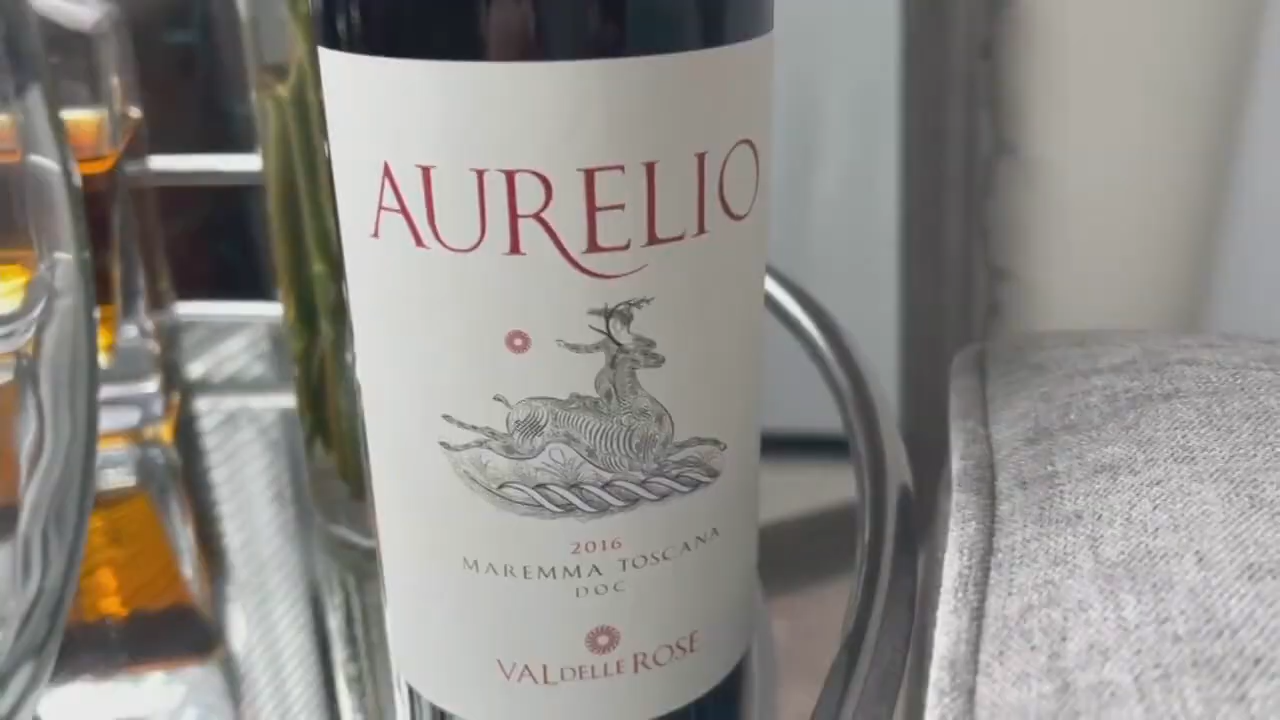 AURELIO
2016
MAREMMA TOSCANA
DOC
VAL DELLE ROSE